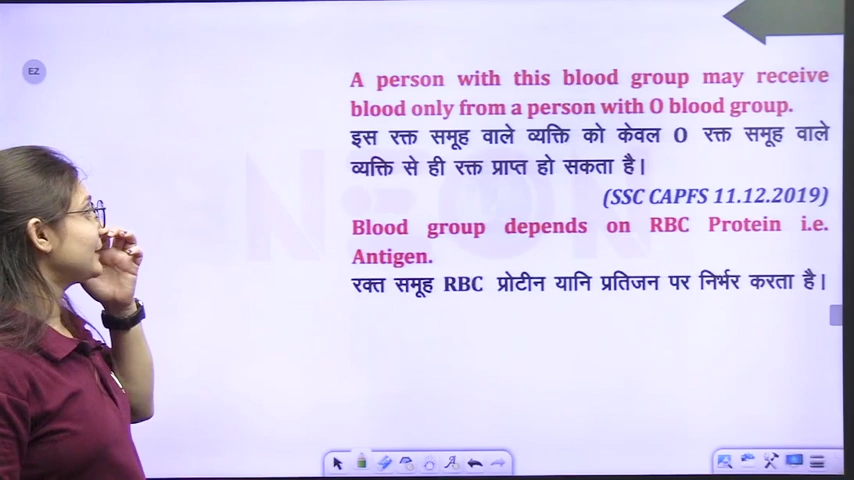 EZ
A person with this blood group may receive
blood only from a person with O blood group.
इस रक्त समूह वाले व्यक्ति को केवल O रक्त समूह वाले
व्यक्ति से ही रक्त प्राप्त हो सकता है।
(SSC CAPFS 11.12.2019)
Blood group depends on RBC Protein i.e.
Antigen.
रक्त समूह RBC प्रोटीन यानि प्रतिजन पर निर्भर करता है।